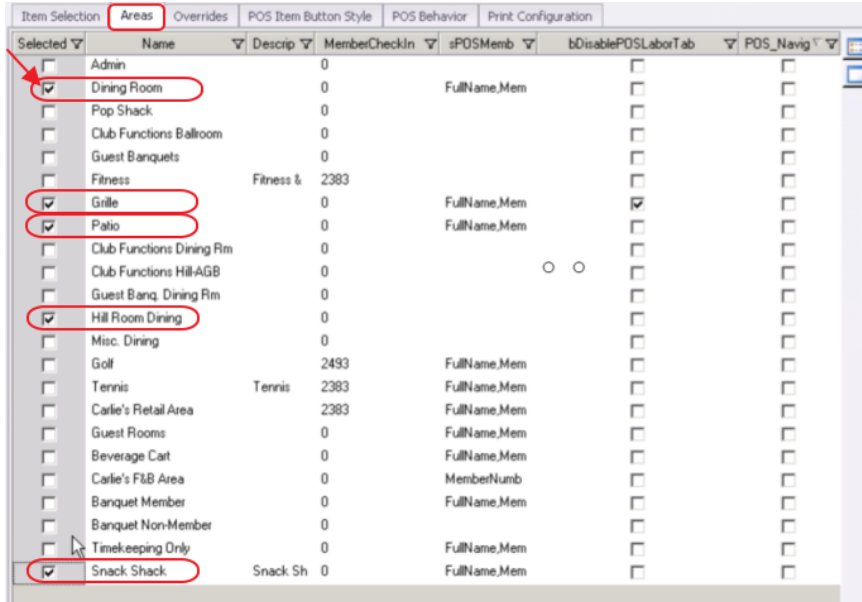 Item Selection Areas Overrides POS Item Button Style POS Behavior Print Configuration
Selected Name Descrip MemberCheckIn sPOSMemb bDisablePOSLaborTab POS_Navig
Admin 0
Dining Room 0 FullName,Mem
Pop Shack 0
Club Functions Ballroom 0
Guest Banquets 0
Fitness Fitness & 2383
Grille 0 FullName,Mem
Patio 0 FullName,Mem
Club Functions Dining Rm 0
Club Functions Hill-AGB 0
Guest Banq. Dining Rm 0
Hill Room Dining 0
Misc. Dining 0
Golf 2493 FullName,Mem
Tennis Tennis 2383 FullName,Mem
Carlie's Retail Area 2383 FullName,Mem
Guest Rooms 0 FullName,Mem
Beverage Cart 0 FullName,Mem
Carlie's F&B Area 0 MemberNumb
Banquet Member 0 FullName,Mem
Banquet Non-Member 0
Timekeeping Only 0 FullName,Mem
Snack Shack Snack Sh 0 FullName,Mem